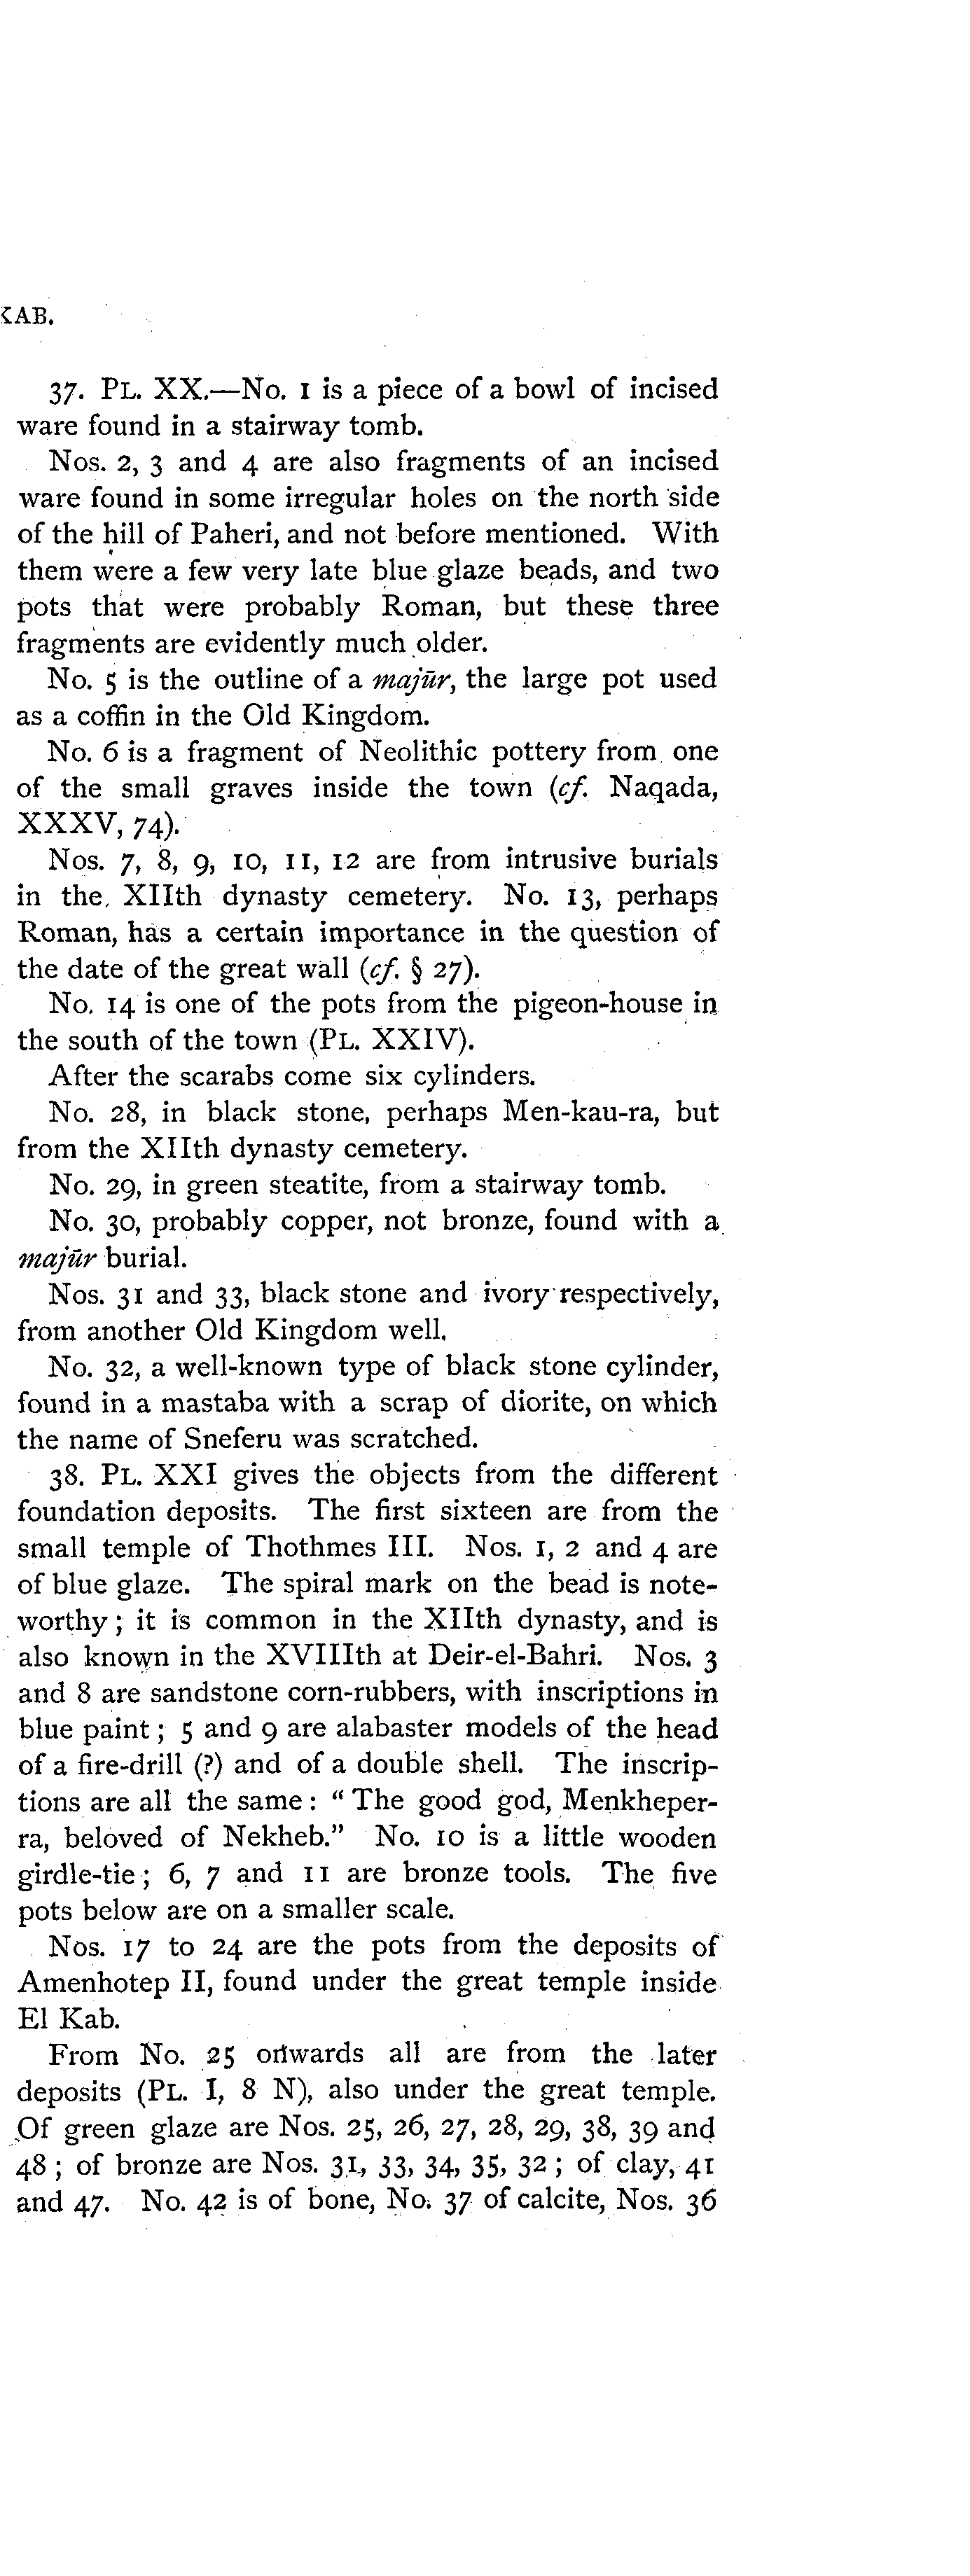 KAB.
37. PL. XX.—No. 1 is a piece of a bowl of incised
ware found in a stairway tomb.
Nos. 2, 3 and 4 are also fragments of an incised
ware found in some irregular holes on the north side
of the hill of Paheri, and not before mentioned. With
them were a few very late blue glaze beads, and two
pots that were probably Roman, but these three
fragments are evidently much older.
No. 5 is the outline of a majūr, the large pot used
as a coffin in the Old Kingdom.
No. 6 is a fragment of Neolithic pottery from one
of the small graves inside the town (cf. Naqada,
XXXV, 74).
Nos. 7, 8, 9, 10, 11, 12 are from intrusive burials
in the XIIth dynasty cemetery. No. 13, perhaps
Roman, has a certain importance in the question of
the date of the great wall (cf. § 27).
No. 14 is one of the pots from the pigeon-house in
the south of the town (PL. XXIV).
After the scarabs come six cylinders.
No. 28, in black stone, perhaps Men-kau-ra, but
from the XIIth dynasty cemetery.
No. 29, in green steatite, from a stairway tomb.
No. 30, probably copper, not bronze, found with a
majūr burial.
Nos. 31 and 33, black stone and ivory respectively,
from another Old Kingdom well.
No. 32, a well-known type of black stone cylinder,
found in a mastaba with a scrap of diorite, on which
the name of Sneferu was scratched.
38. PL. XXI gives the objects from the different
foundation deposits. The first sixteen are from the
small temple of Thothmes III. Nos. 1, 2 and 4 are
of blue glaze. The spiral mark on the bead is note-
worthy; it is common in the XIIth dynasty, and is
also known in the XVIIIth at Deir-el-Bahri. Nos. 3
and 8 are sandstone corn-rubbers, with inscriptions in
blue paint; 5 and 9 are alabaster models of the head
of a fire-drill (?) and of a double shell. The inscrip-
tions are all the same: "The good god, Menkheper-
ra, beloved of Nekheb." No. 10 is a little wooden
girdle-tie; 6, 7 and 11 are bronze tools. The five
pots below are on a smaller scale.
Nos. 17 to 24 are the pots from the deposits of
Amenhotep II, found under the great temple inside
El Kab.
From No. 25 onwards all are from the later
deposits (PL. I, 8 N), also under the great temple.
Of green glaze are Nos. 25, 26, 27, 28, 29, 38, 39 and
48; of bronze are Nos. 31, 33, 34, 35, 32; of clay, 41
and 47. No. 42 is of bone, No. 37 of calcite, Nos. 36